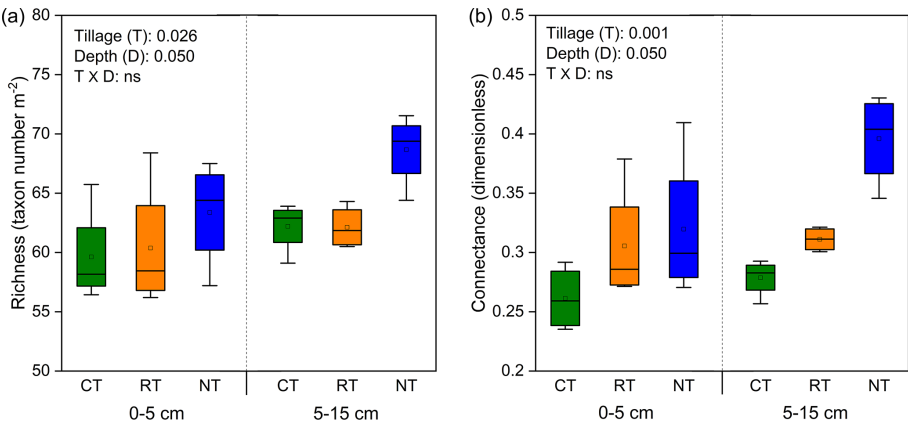 (a)
80
75
70
65
60
55
50
Richness (taxon number m⁻²)
Tillage (T): 0.026
Depth (D): 0.050
T X D: ns
CT RT NT CT RT NT
0-5 cm 5-15 cm
(b)
0.5
0.45
0.4
0.35
0.3
0.25
0.2
Connectance (dimensionless)
Tillage (T): 0.001
Depth (D): 0.050
T X D: ns
CT RT NT CT RT NT
0-5 cm 5-15 cm